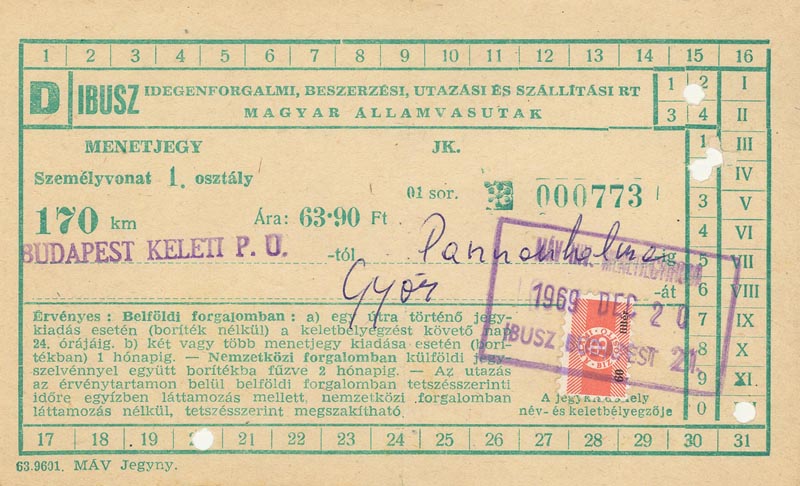 1 2 3 4 5 6 7 8 9 10 11 12 13 14 15 16
D IBUSZ IDEGENFORGALMI, BESZERZÉSI, UTAZÁSI ÉS SZÁLLÍTÁSI RT
MAGYAR ÁLLAMVASUTAK
1 2 I
3 4 II
MENETJEGY JK.
1 III
IV
Személyvonat 1. osztály
01 sor. 000773
3 V
170 km Ára: 63·90 Ft
4 VI
BUDAPEST KELETI P. U. -tól Pannonhalma -ig
5 VII
Győr -át
6 VIII
MÁV
1969 DEC 20
IBUSZ BUDAPEST 21.
Érvényes: Belföldi forgalomban: a) egy útra történő jegy-
kiadás esetén (boríték nélkül) a keletbélyegzést követő nap
24. órájáig. b) két vagy több menetjegy kiadása esetén (borí-
tékban) 1 hónapig. — Nemzetközi forgalomban külföldi jegy-
szelvénnyel együtt borítékba fűzve 2 hónapig. — Az utazás
az érvénytartamon belül belföldi forgalomban tetszésszerinti
időre egyízben láttamozás mellett, nemzetközi forgalomban
láttamozás nélkül, tetszésszerint megszakítható.
60 fillér
7 IX
8 X
9 XI.
0
A jegykiadóhely
név- és keletbélyegzője
17 18 19 21 22 23 24 25 26 27 28 29 30 31
63.9601. MÁV Jegyny.